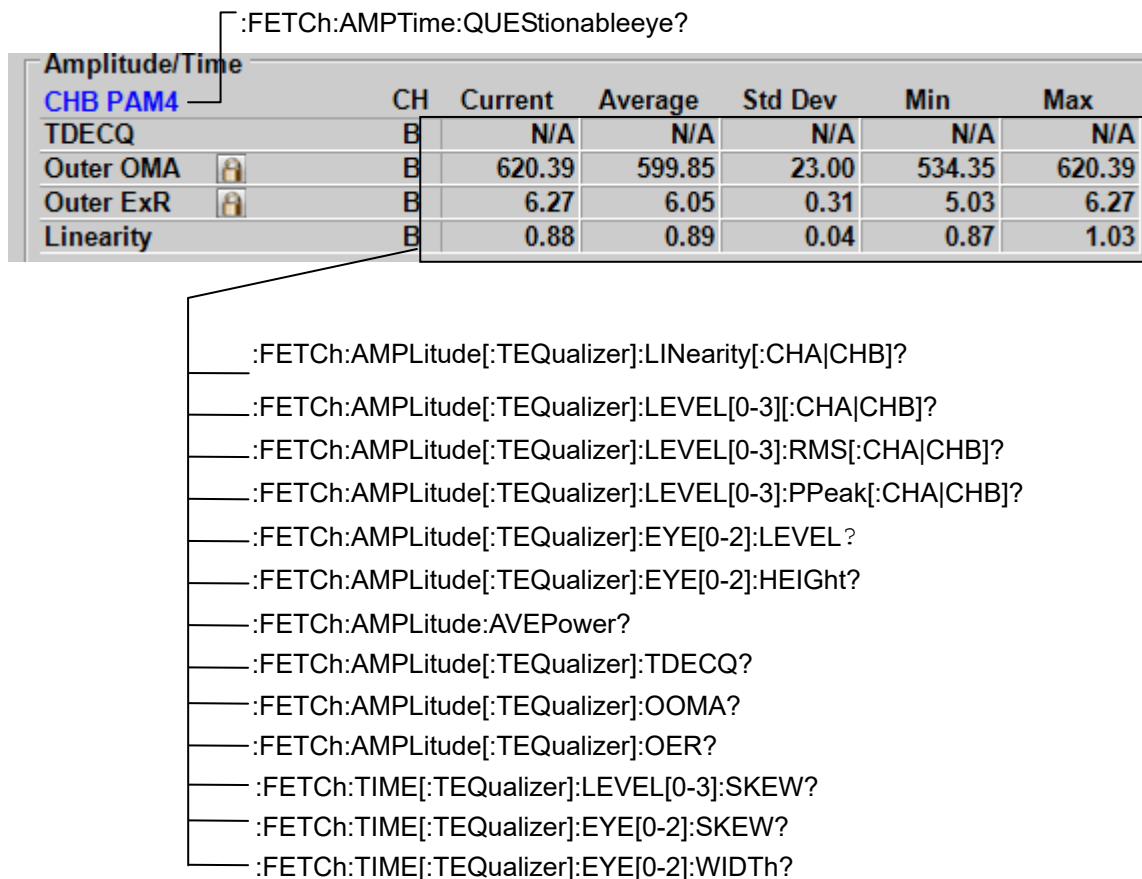 :FETCh:AMPTime:QUEStionableeye?
Amplitude/Time
CHB PAM4 CH Current Average Std Dev Min Max
TDECQ B N/A N/A N/A N/A N/A
Outer OMA B 620.39 599.85 23.00 534.35 620.39
Outer ExR B 6.27 6.05 0.31 5.03 6.27
Linearity B 0.88 0.89 0.04 0.87 1.03
:FETCh:AMPLitude[:TEQualizer]:LINearity[:CHA|CHB]?
:FETCh:AMPLitude[:TEQualizer]:LEVEL[0-3][:CHA|CHB]?
:FETCh:AMPLitude[:TEQualizer]:LEVEL[0-3]:RMS[:CHA|CHB]?
:FETCh:AMPLitude[:TEQualizer]:LEVEL[0-3]:PPeak[:CHA|CHB]?
:FETCh:AMPLitude[:TEQualizer]:EYE[0-2]:LEVEL？
:FETCh:AMPLitude[:TEQualizer]:EYE[0-2]:HEIGht?
:FETCh:AMPLitude:AVEPower?
:FETCh:AMPLitude[:TEQualizer]:TDECQ?
:FETCh:AMPLitude[:TEQualizer]:OOMA?
:FETCh:AMPLitude[:TEQualizer]:OER?
:FETCh:TIME[:TEQualizer]:LEVEL[0-3]:SKEW?
:FETCh:TIME[:TEQualizer]:EYE[0-2]:SKEW?
:FETCh:TIME[:TEQualizer]:EYE[0-2]:WIDTh?